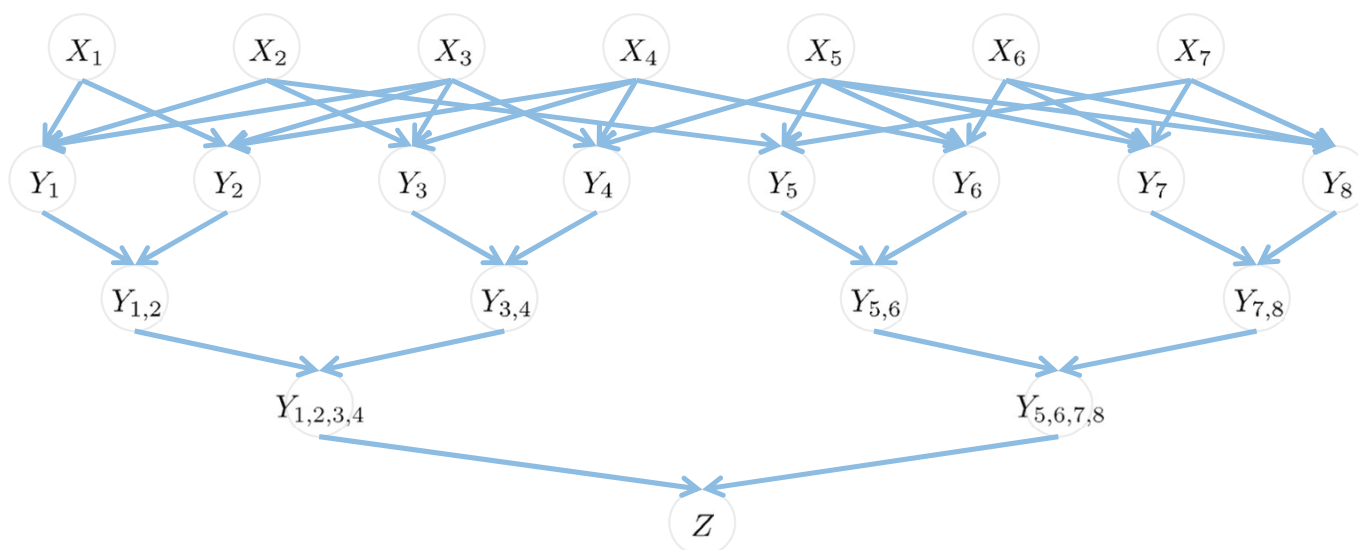 X₁ X₂ X₃ X₄ X₅ X₆ X₇
Y₁ Y₂ Y₃ Y₄ Y₅ Y₆ Y₇ Y₈
Y₁,₂ Y₃,₄ Y₅,₆ Y₇,₈
Y₁,₂,₃,₄ Y₅,₆,₇,₈
Z